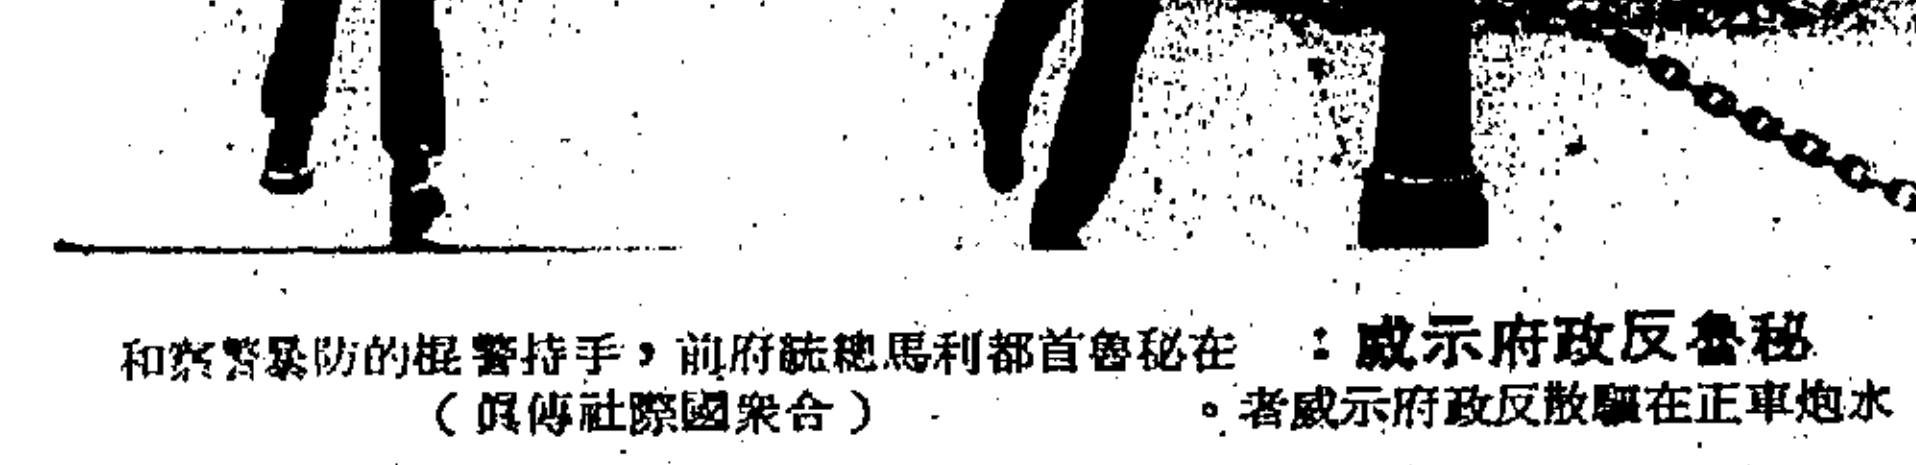 秘魯反政府示威：在秘魯首都利馬總統府前，手持警棍的防暴警察和
水炮車正在驅散反政府示威者。（合衆國際社傳眞）